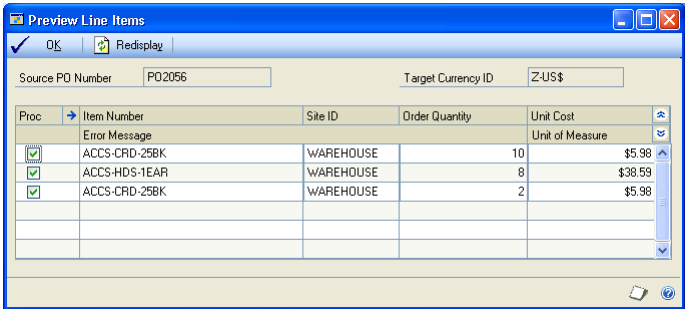 Preview Line Items
OK Redisplay
Source PO Number PO2056 Target Currency ID Z-US$
Proc Item Number Site ID Order Quantity Unit Cost
Error Message Unit of Measure
ACCS-CRD-25BK WAREHOUSE 10 $5.98
ACCS-HDS-1EAR WAREHOUSE 8 $38.59
ACCS-CRD-25BK WAREHOUSE 2 $5.98